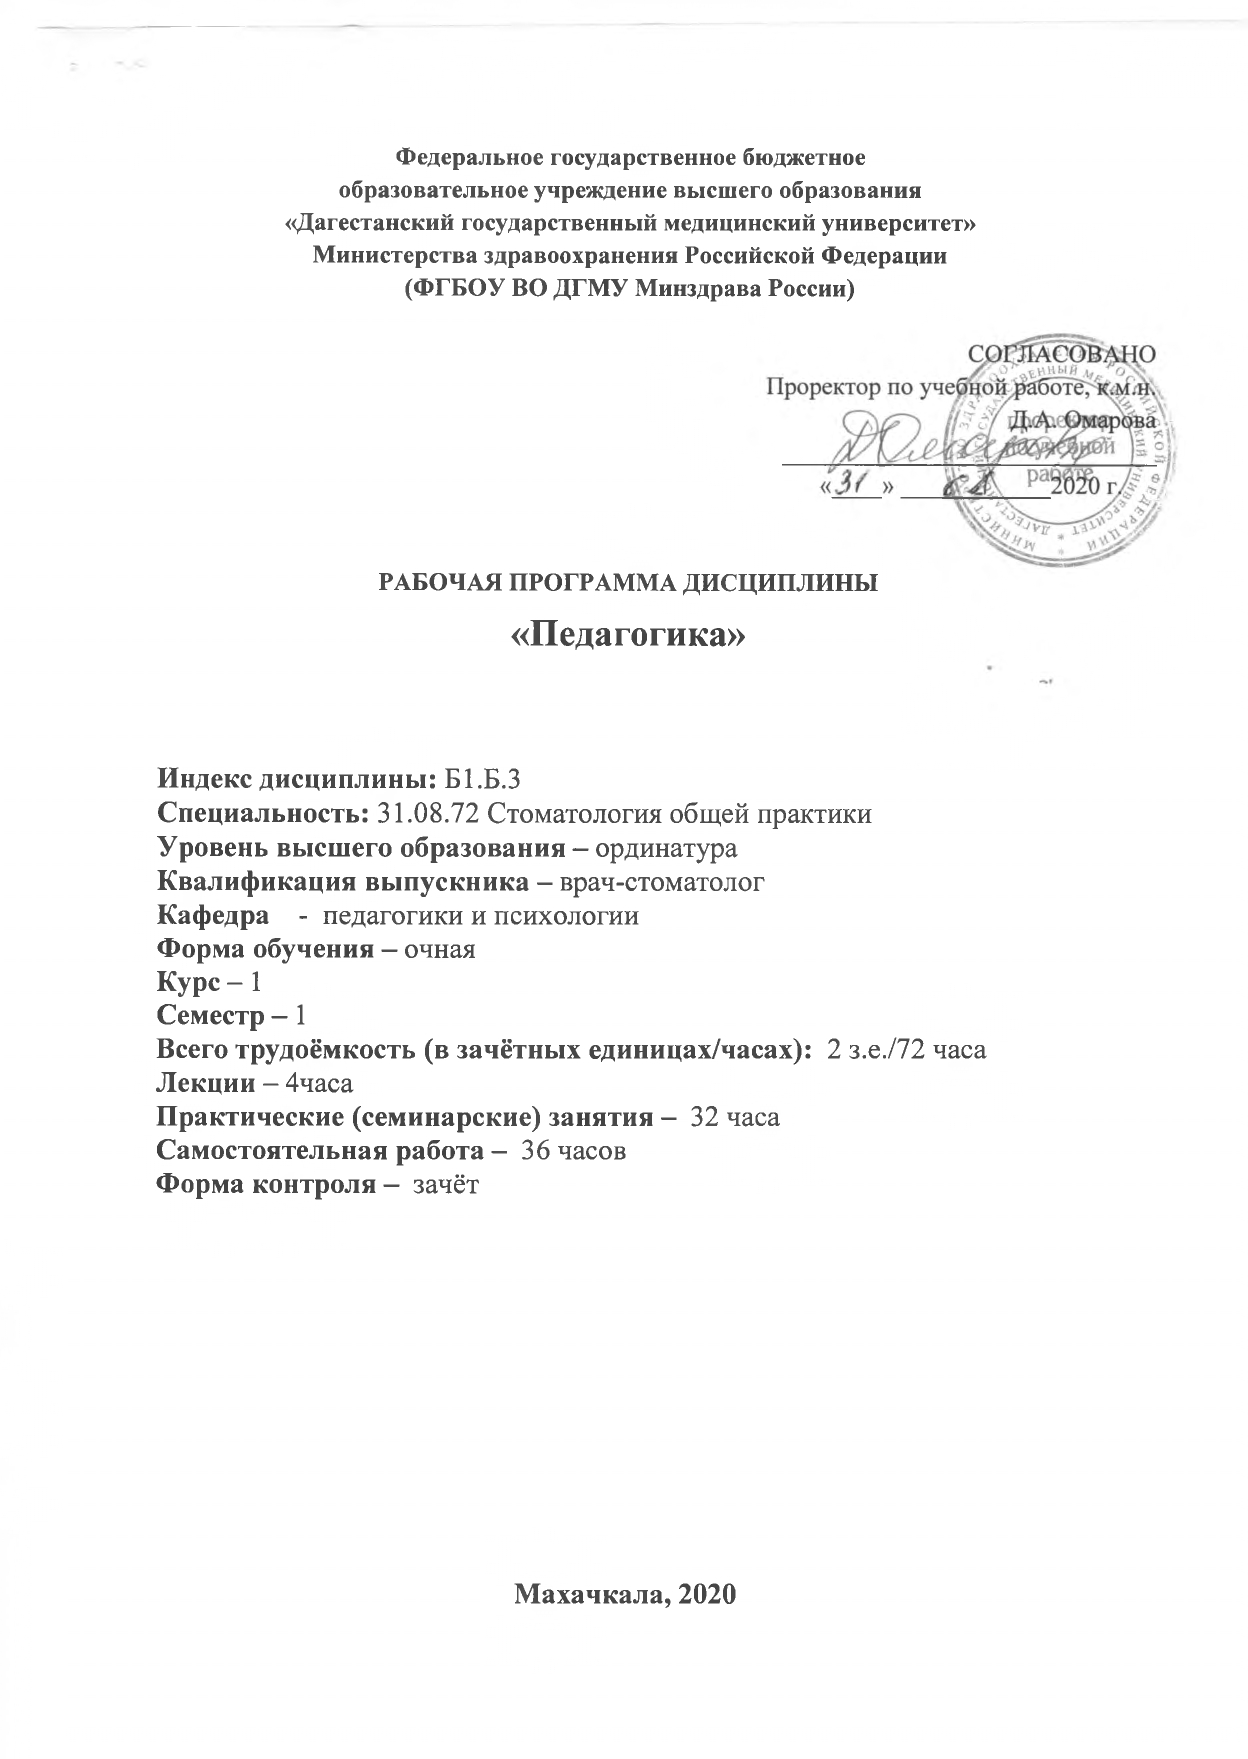 Федеральное государственное бюджетное
образовательное учреждение высшего образования
«Дагестанский государственный медицинский университет»
Министерства здравоохранения Российской Федерации
(ФГБОУ ВО ДГМУ Минздрава России)
СОГЛАСОВАНО
Проректор по учебной работе, к.м.н.
Д.А. Омарова
«31» 2020 г.
проректор
по учебной
работе
РАБОЧАЯ ПРОГРАММА ДИСЦИПЛИНЫ
«Педагогика»
Индекс дисциплины: Б1.Б.3
Специальность: 31.08.72 Стоматология общей практики
Уровень высшего образования – ординатура
Квалификация выпускника – врач-стоматолог
Кафедра - педагогики и психологии
Форма обучения – очная
Курс – 1
Семестр – 1
Всего трудоёмкость (в зачётных единицах/часах): 2 з.е./72 часа
Лекции – 4часа
Практические (семинарские) занятия – 32 часа
Самостоятельная работа – 36 часов
Форма контроля – зачёт
Махачкала, 2020